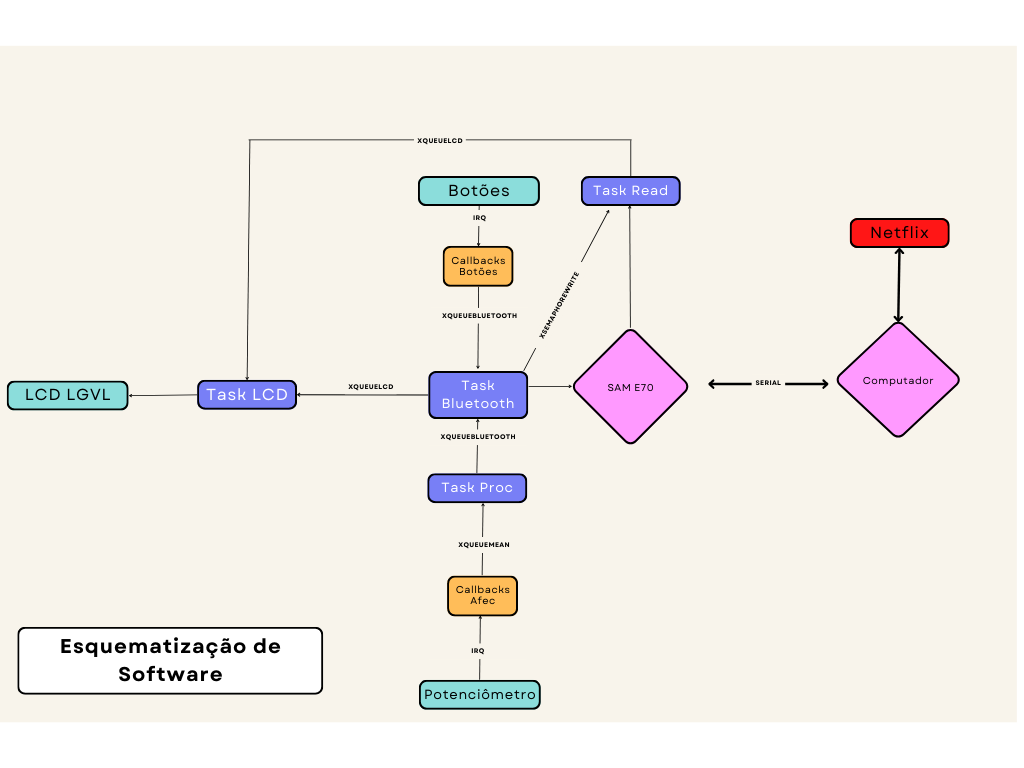 XQUEUELCD
Botões
Task Read
IRQ
Netflix
Callbacks
Botões
XSEMAPHOREWRITE
XQUEUEBLUETOOTH
LCD LGVL
Task LCD
XQUEUELCD
Task
Bluetooth
SAM E70
SERIAL
Computador
XQUEUEBLUETOOTH
Task Proc
XQUEUEMEAN
Callbacks
Afec
IRQ
Potenciômetro
Esquematização de
Software